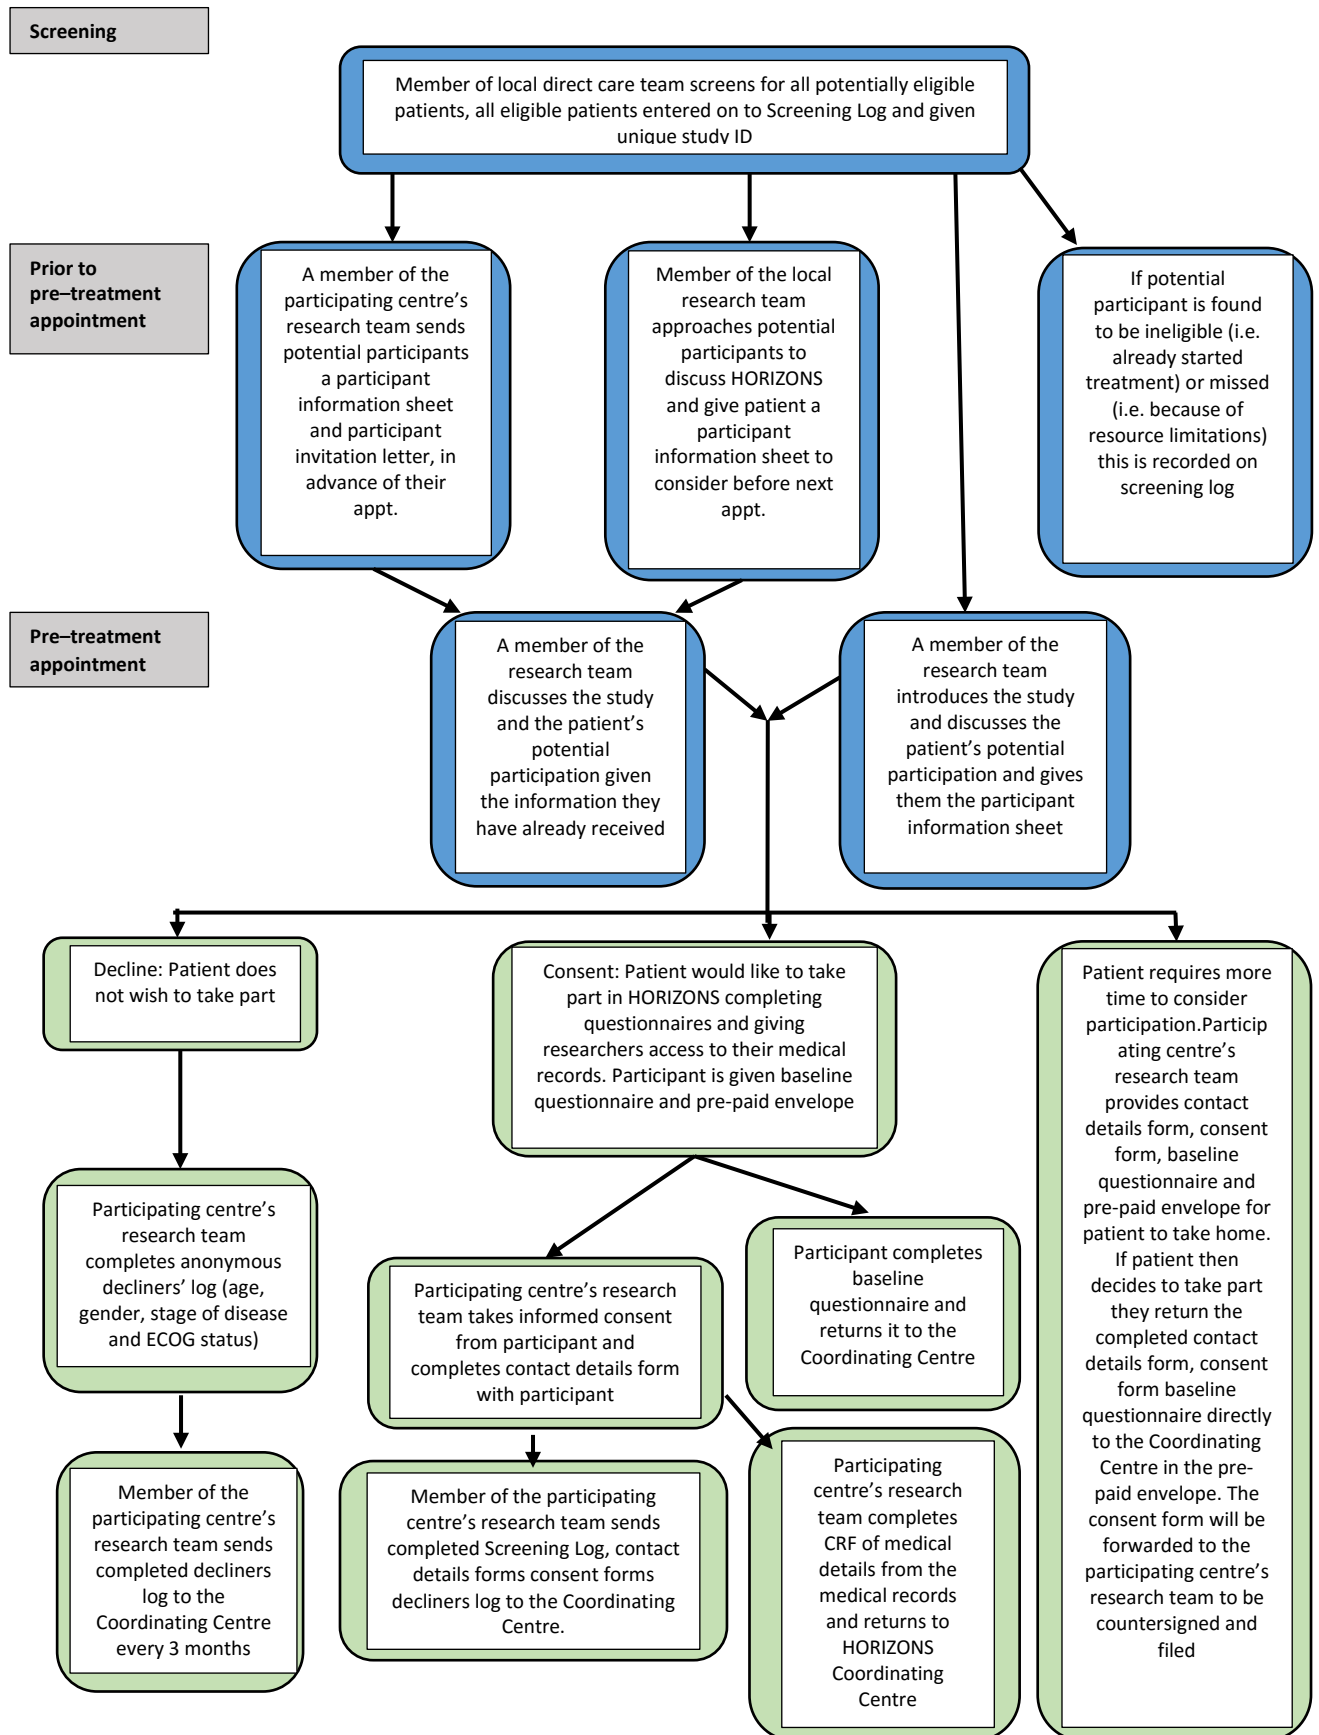 Screening
Member of local direct care team screens for all potentially eligible
patients, all eligible patients entered on to Screening Log and given
unique study ID
Prior to
pre–treatment
appointment
A member of the
participating centre’s
research team sends
potential participants
a participant
information sheet
and participant
invitation letter, in
advance of their
appt.
Member of the local
research team
approaches potential
participants to
discuss HORIZONS
and give patient a
participant
information sheet to
consider before next
appt.
If potential
participant is found
to be ineligible (i.e.
already started
treatment) or missed
(i.e. because of
resource limitations)
this is recorded on
screening log
Pre–treatment
appointment
A member of the
research team
discusses the study
and the patient’s
potential
participation given
the information they
have already received
A member of the
research team
introduces the study
and discusses the
patient’s potential
participation and gives
them the participant
information sheet
Decline: Patient does
not wish to take part
Consent: Patient would like to take
part in HORIZONS completing
questionnaires and giving
researchers access to their medical
records. Participant is given baseline
questionnaire and pre-paid envelope
Patient requires more
time to consider
participation.Particip
ating centre’s
research team
provides contact
details form, consent
form, baseline
questionnaire and
pre-paid envelope for
patient to take home.
If patient then
decides to take part
they return the
completed contact
details form, consent
form baseline
questionnaire directly
to the Coordinating
Centre in the pre-
paid envelope. The
consent form will be
forwarded to the
participating centre’s
research team to be
countersigned and
filed
Participating centre’s
research team
completes anonymous
decliners’ log (age,
gender, stage of disease
and ECOG status)
Participating centre’s research
team takes informed consent
from participant and
completes contact details form
with participant
Participant completes
baseline
questionnaire and
returns it to the
Coordinating Centre
Member of the
participating centre’s
research team sends
completed decliners
log to the
Coordinating Centre
every 3 months
Member of the participating
centre’s research team sends
completed Screening Log, contact
details forms consent forms
decliners log to the Coordinating
Centre.
Participating
centre’s research
team completes
CRF of medical
details from the
medical records
and returns to
HORIZONS
Coordinating
Centre